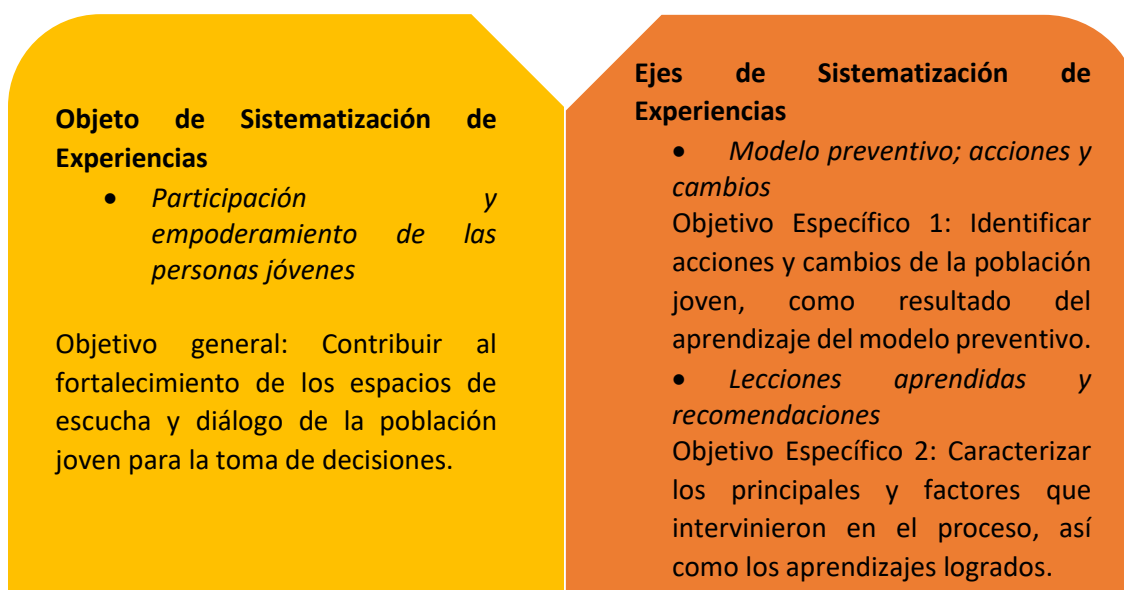 Objeto de Sistematización de
Experiencias
• Participación y
empoderamiento de las
personas jóvenes
Objetivo general: Contribuir al
fortalecimiento de los espacios de
escucha y diálogo de la población
joven para la toma de decisiones.
Ejes de Sistematización de
Experiencias
• Modelo preventivo; acciones y
cambios
Objetivo Específico 1: Identificar
acciones y cambios de la población
joven, como resultado del
aprendizaje del modelo preventivo.
• Lecciones aprendidas y
recomendaciones
Objetivo Específico 2: Caracterizar
los principales y factores que
intervinieron en el proceso, así
como los aprendizajes logrados.